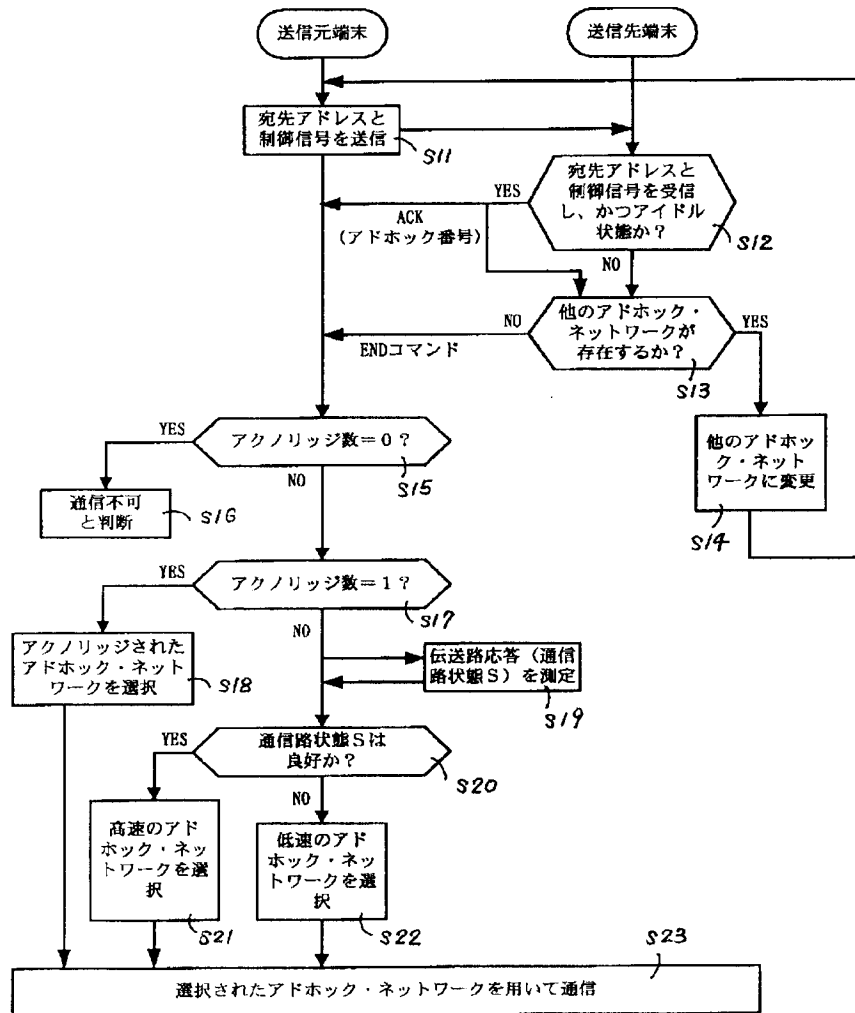 送信元端末
送信先端末
宛先アドレスと
制御信号を送信
S11
宛先アドレスと
制御信号を受信
し、かつアイドル
状態か？
S12
YES
ACK
(アドホック番号)
NO
他のアドホック・
ネットワークが
存在するか？
S13
NO
ENDコマンド
YES
他のアドホッ
ク・ネット
ワークに変更
S14
YES
アクノリッジ数＝０？
S15
NO
通信不可
と判断
S16
YES
アクノリッジ数＝１？
S17
NO
アクノリッジされた
アドホック・ネット
ワークを選択
S18
伝送路応答（通信
路状態Ｓ）を測定
S19
YES
通信路状態Ｓは
良好か？
S20
NO
高速のアド
ホック・ネッ
トワークを選
択
S21
低速のアド
ホック・ネッ
トワークを選
択
S22
S23
選択されたアドホック・ネットワークを用いて通信